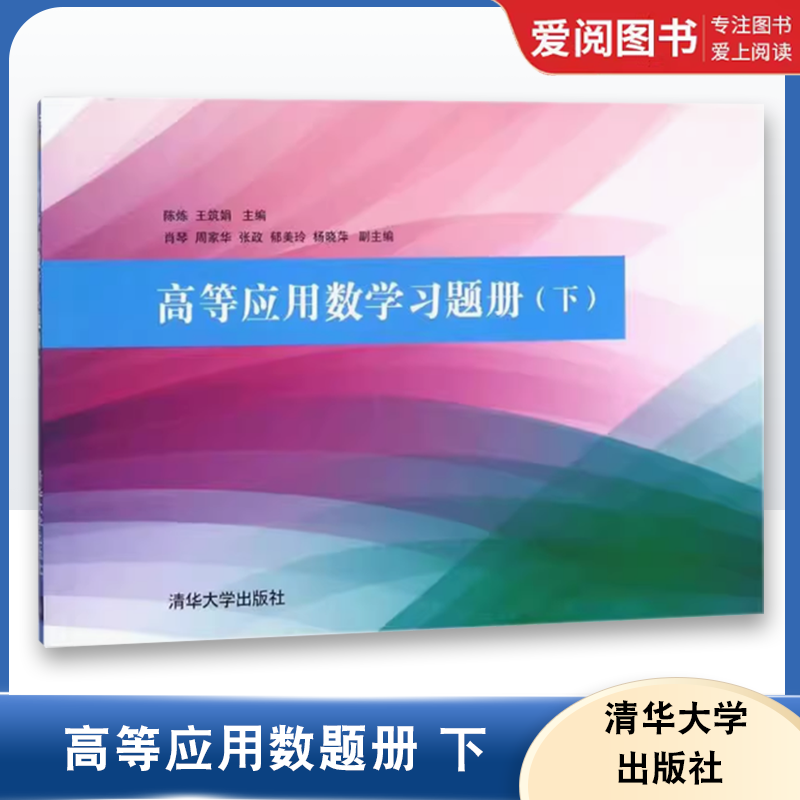 爱阅图书
专注图书
爱上阅读
陈炼 王筑娟 主编
肖琴 周家华 张政 郁美玲 杨晓萍 副主编
高等应用数学习题册（下）
清华大学出版社
高等应用数题册 下
清华大学
出版社